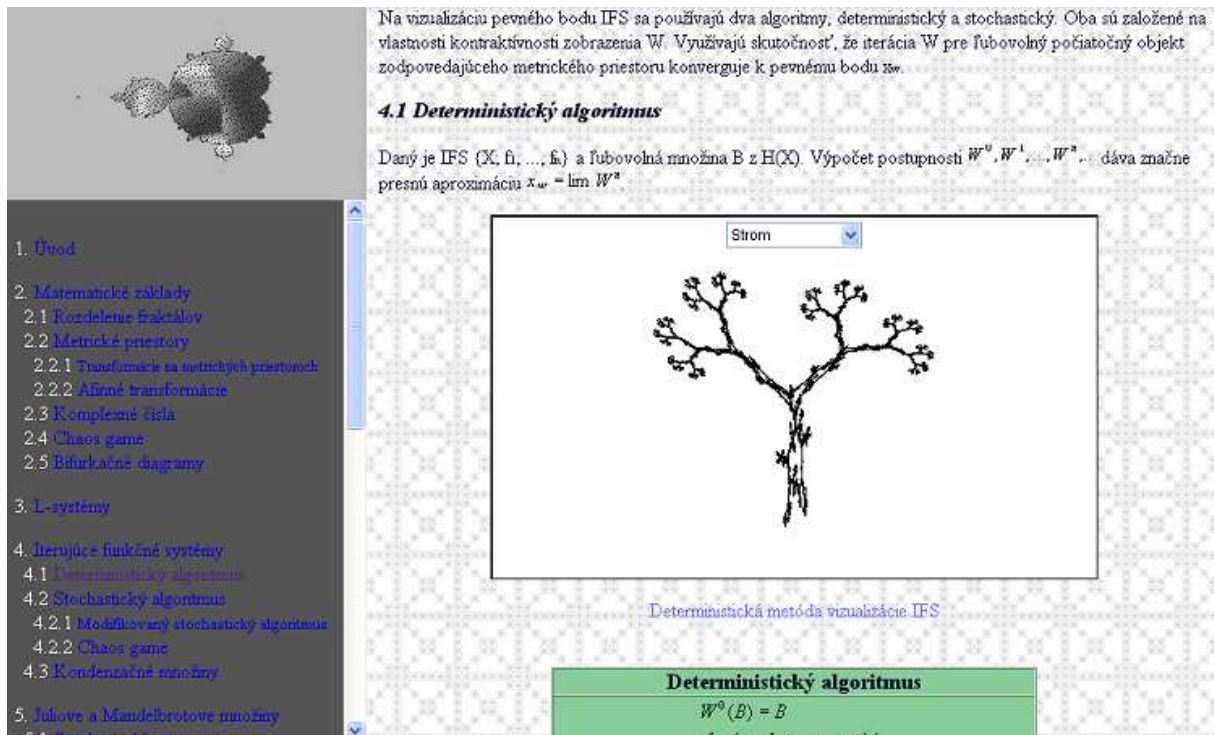 1. Úvod
2. Matematické základy
2.1 Rozdelenie fraktálov
2.2 Metrické priestory
2.2.1 Transformácie na metrických priestoroch
2.2.2 Afinné transformácie
2.3 Komplexné čísla
2.4 Chaos game
2.5 Bifurkačné diagramy
3. L-systémy
4. Iterujúce funkčné systémy
4.1 Deterministický algoritmus
4.2 Stochastický algoritmus
4.2.1 Modifikovaný stochastický algoritmus
4.2.2 Chaos game
4.3 Kondenzačné množiny
5. Juliove a Mandelbrotove množiny
Na vizualizáciu pevného bodu IFS sa používajú dva algoritmy, deterministický a stochastický. Oba sú založené na
vlastnosti kontraktívnosti zobrazenia W. Využívajú skutočnosť, že iterácia W pre ľubovolný počiatočný objekt
zodpovedajúceho metrického priestoru konverguje k pevnému bodu xw.
4.1 Deterministický algoritmus
Daný je IFS {X, f1, ..., fn} a ľubovolná množina B z H(X). Výpočet postupnosti W⁰, W¹, ..., Wⁿ, ... dáva značne
presnú aproximáciu x_w = lim Wⁿ.
Strom
Deterministická metóda vizualizácie IFS
Deterministický algoritmus
W⁰(B) = B